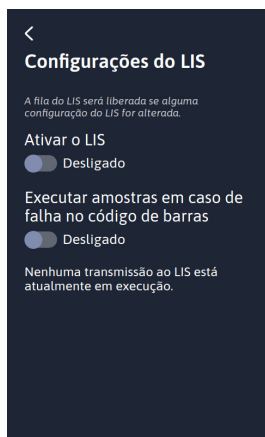 Configurações do LIS
A fila do LIS será liberada se alguma
configuração do LIS for alterada.
Ativar o LIS
Desligado
Executar amostras em caso de
falha no código de barras
Desligado
Nenhuma transmissão ao LIS está
atualmente em execução.